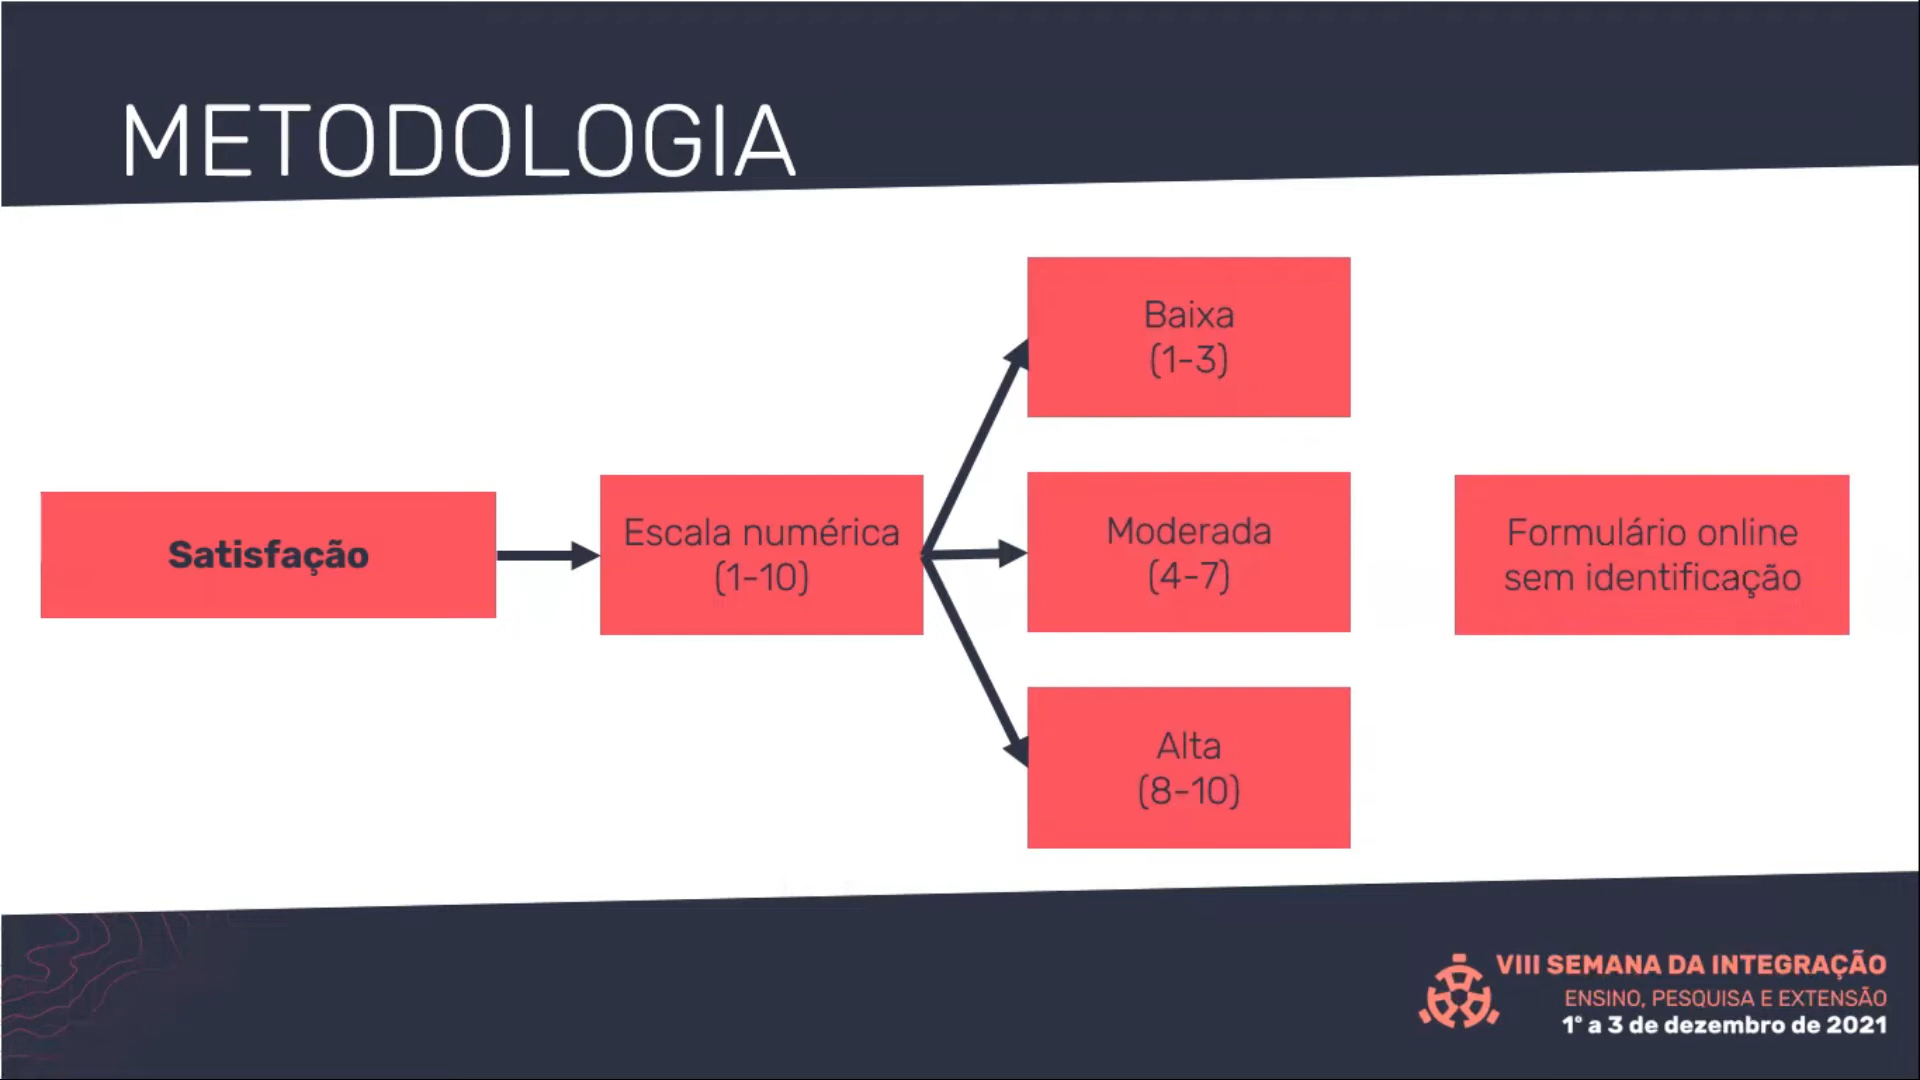 METODOLOGIA
Satisfação
Escala numérica
(1-10)
Baixa
(1-3)
Moderada
(4-7)
Alta
(8-10)
Formulário online
sem identificação
VIII SEMANA DA INTEGRAÇÃO
ENSINO, PESQUISA E EXTENSÃO
1° a 3 de dezembro de 2021